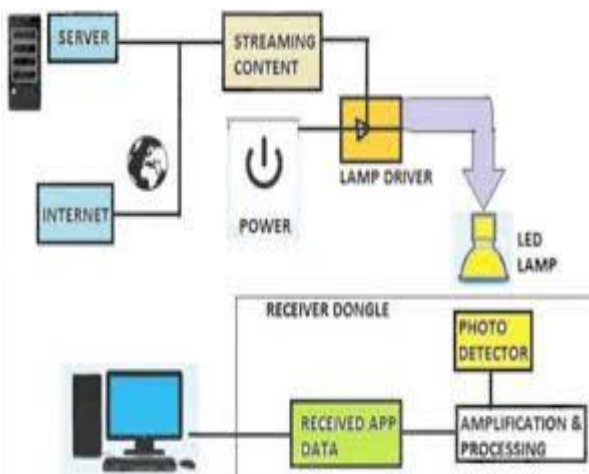 SERVER
STREAMING
CONTENT
LAMP DRIVER
POWER
INTERNET
LED
LAMP
RECEIVER DONGLE
PHOTO
DETECTOR
RECEIVED APP
DATA
AMPLIFICATION &
PROCESSING